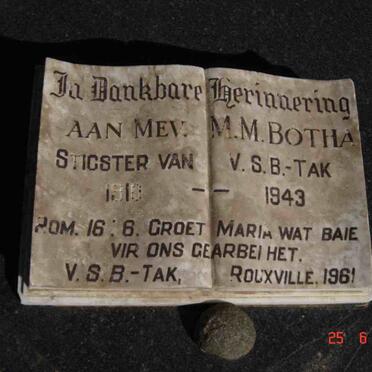 In Dankbare Herinnering
AAN MEV. M.M. BOTHA
STIGSTER VAN V.S.B.-TAK
1918 -- 1943
ROM. 16:6. GROET MARIA WAT BAIE
VIR ONS GEARBEI HET.
V.S.B.-TAK, ROUXVILLE. 1961
25 6